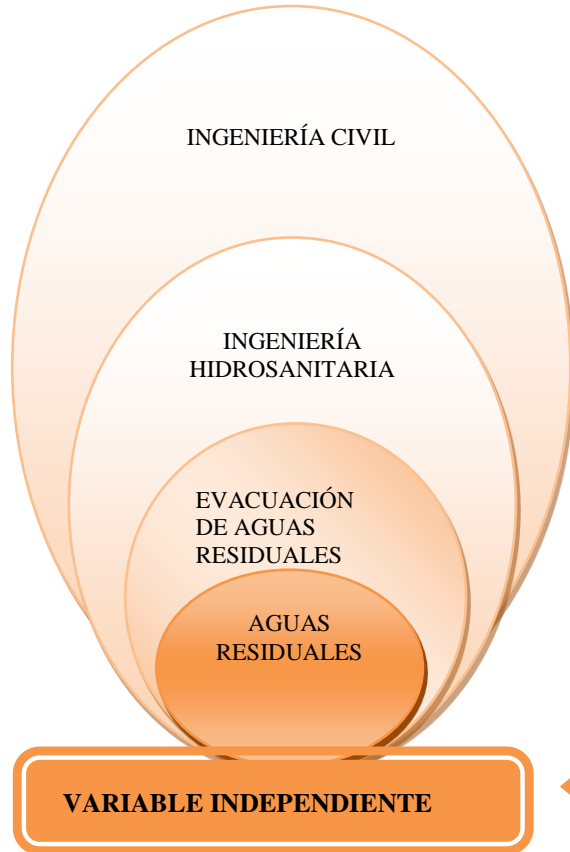 INGENIERÍA CIVIL
INGENIERÍA
HIDROSANITARIA
EVACUACIÓN
DE AGUAS
RESIDUALES
AGUAS
RESIDUALES
VARIABLE INDEPENDIENTE